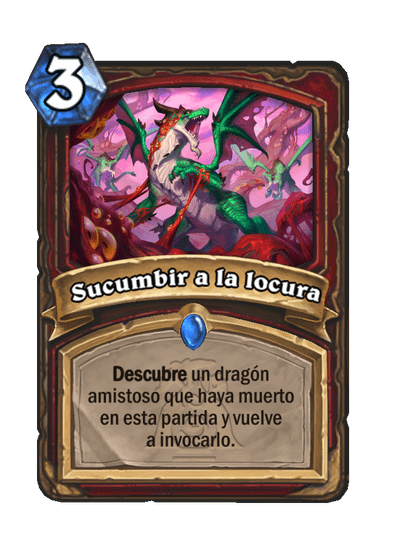 3
Sucumbir a la locura
Descubre un dragón
amistoso que haya muerto
en esta partida y vuelve
a invocarlo.